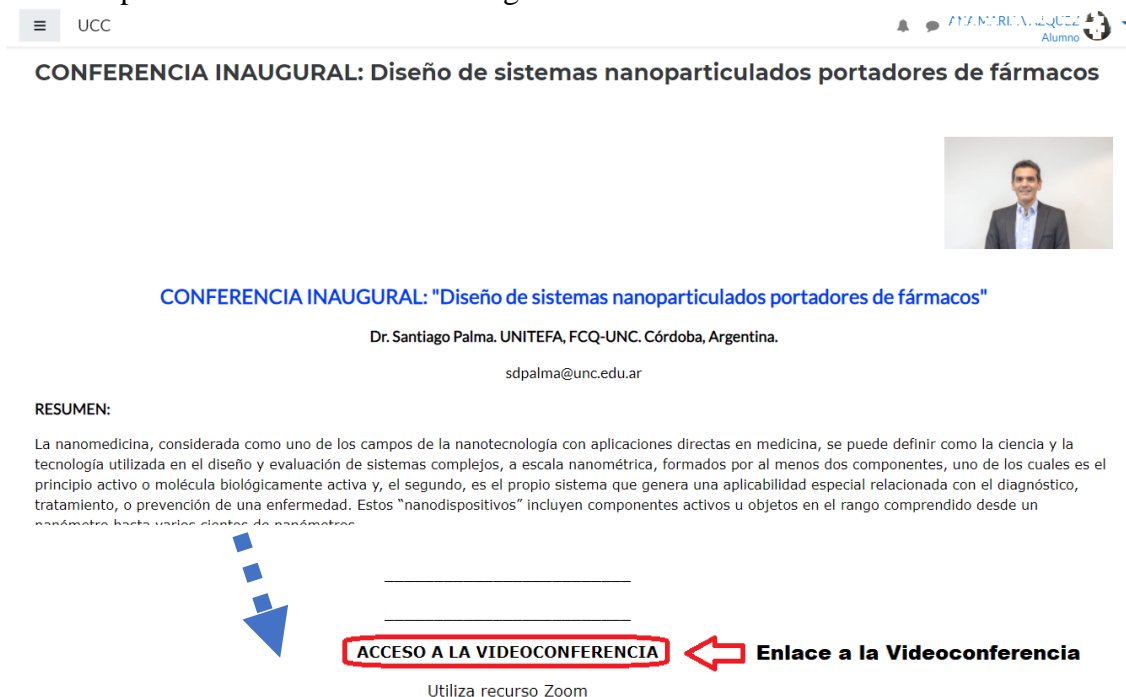 UCC
Alumno
CONFERENCIA INAUGURAL: Diseño de sistemas nanoparticulados portadores de fármacos
CONFERENCIA INAUGURAL: "Diseño de sistemas nanoparticulados portadores de fármacos"
Dr. Santiago Palma. UNITEFA, FCQ-UNC. Córdoba, Argentina.
sdpalma@unc.edu.ar
RESUMEN:
La nanomedicina, considerada como uno de los campos de la nanotecnología con aplicaciones directas en medicina, se puede definir como la ciencia y la
tecnología utilizada en el diseño y evaluación de sistemas complejos, a escala nanométrica, formados por al menos dos componentes, uno de los cuales es el
principio activo o molécula biológicamente activa y, el segundo, es el propio sistema que genera una aplicabilidad especial relacionada con el diagnóstico,
tratamiento, o prevención de una enfermedad. Estos “nanodispositivos” incluyen componentes activos u objetos en el rango comprendido desde un
nanómetro hasta varios cientos de nanómetros
ACCESO A LA VIDEOCONFERENCIA
Enlace a la Videoconferencia
Utiliza recurso Zoom